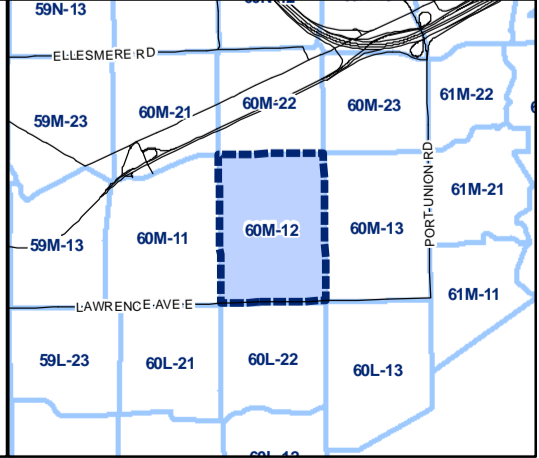 59N-13
ELLESMERE RD
61M-22
60M-22
60M-23
60M-21
59M-23
PORT UNION RD
61M-21
60M-12
60M-13
60M-11
59M-13
61M-11
LAWRENCE AVE E
59L-23
60L-21
60L-22
60L-13